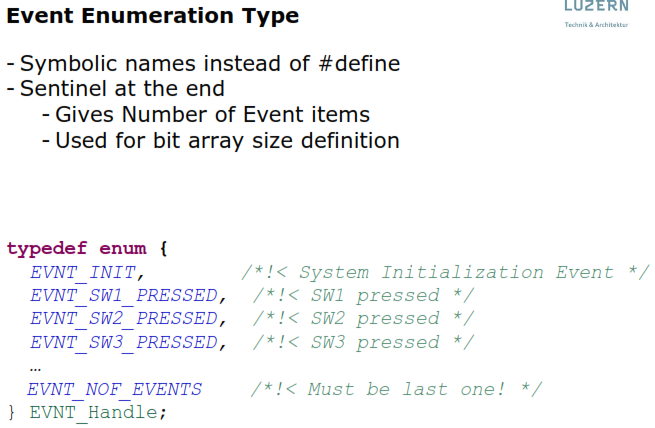 LUZERN
Technik & Architektur
Event Enumeration Type
- Symbolic names instead of #define
- Sentinel at the end
- Gives Number of Event items
- Used for bit array size definition
typedef enum {
EVNT_INIT, /*!< System Initialization Event */
EVNT_SW1_PRESSED, /*!< SW1 pressed */
EVNT_SW2_PRESSED, /*!< SW2 pressed */
EVNT_SW3_PRESSED, /*!< SW3 pressed */
…
EVNT_NOF_EVENTS /*!< Must be last one! */
} EVNT_Handle;